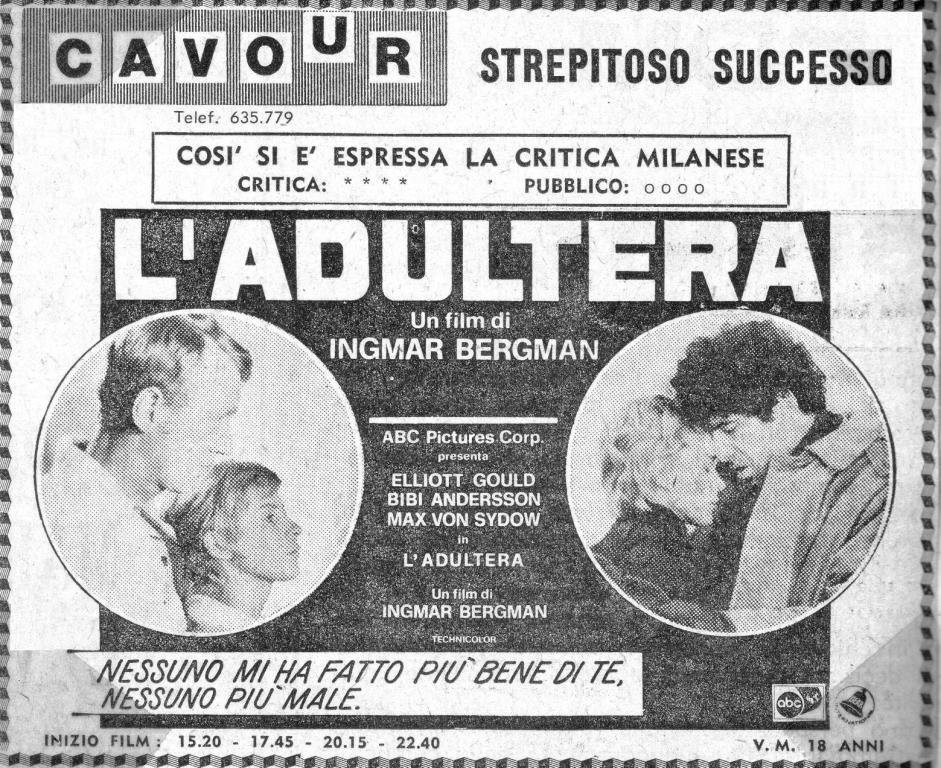 CAVOUR
STREPITOSO SUCCESSO
Telef. 635.779
COSI' SI E' ESPRESSA LA CRITICA MILANESE
CRITICA: * * * * PUBBLICO: o o o o
L'ADULTERA
Un film di
INGMAR BERGMAN
ABC Pictures Corp.
presenta
ELLIOTT GOULD
BIBI ANDERSSON
MAX VON SYDOW
in
L'ADULTERA
Un film di
INGMAR BERGMAN
TECHNICOLOR
NESSUNO MI HA FATTO PIÙ BENE DI TE,
NESSUNO PIÙ MALE.
abc
INIZIO FILM: 15.20 - 17.45 - 20.15 - 22.40
V. M. 18 ANNI